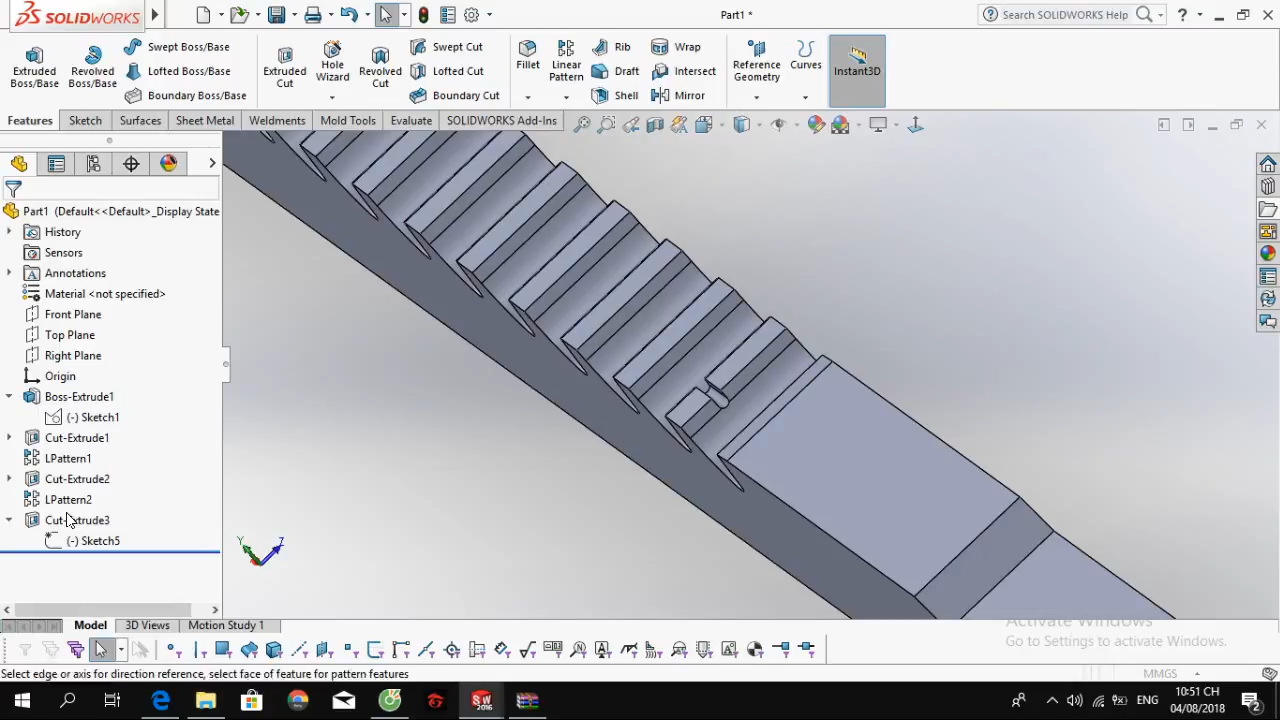 SOLIDWORKS
Part1 *
Search SOLIDWORKS Help
Extruded Boss/Base
Revolved Boss/Base
Swept Boss/Base
Lofted Boss/Base
Boundary Boss/Base
Extruded Cut
Hole Wizard
Revolved Cut
Swept Cut
Lofted Cut
Boundary Cut
Fillet
Linear Pattern
Rib
Draft
Shell
Wrap
Intersect
Mirror
Reference Geometry
Curves
Instant3D
Features
Sketch
Surfaces
Sheet Metal
Weldments
Mold Tools
Evaluate
SOLIDWORKS Add-Ins
Part1 (Default<<Default>_Display State
History
Sensors
Annotations
Material <not specified>
Front Plane
Top Plane
Right Plane
Origin
Boss-Extrude1
(-) Sketch1
Cut-Extrude1
LPattern1
Cut-Extrude2
LPattern2
Cut-Extrude3
(-) Sketch5
Y
Z
Activate Windows
Go to Settings to activate Windows.
Model
3D Views
Motion Study 1
Select edge or axis for direction reference, select face of feature for pattern features
MMGS
SW
2016
ENG
10:51 CH
04/08/2018
2